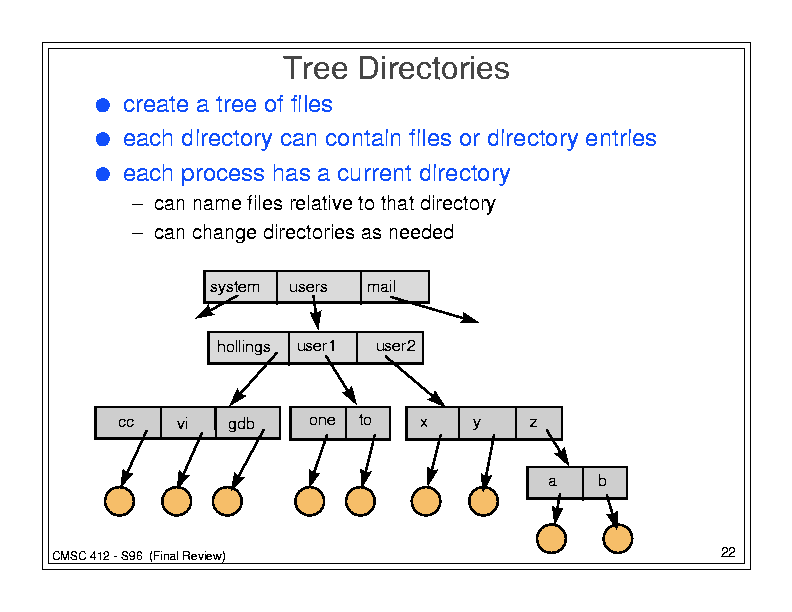 Tree Directories
● create a tree of files
● each directory can contain files or directory entries
● each process has a current directory
– can name files relative to that directory
– can change directories as needed
system users mail
hollings user1 user2
cc vi gdb one to x y z
a b
CMSC 412 - S96 (Final Review) 22